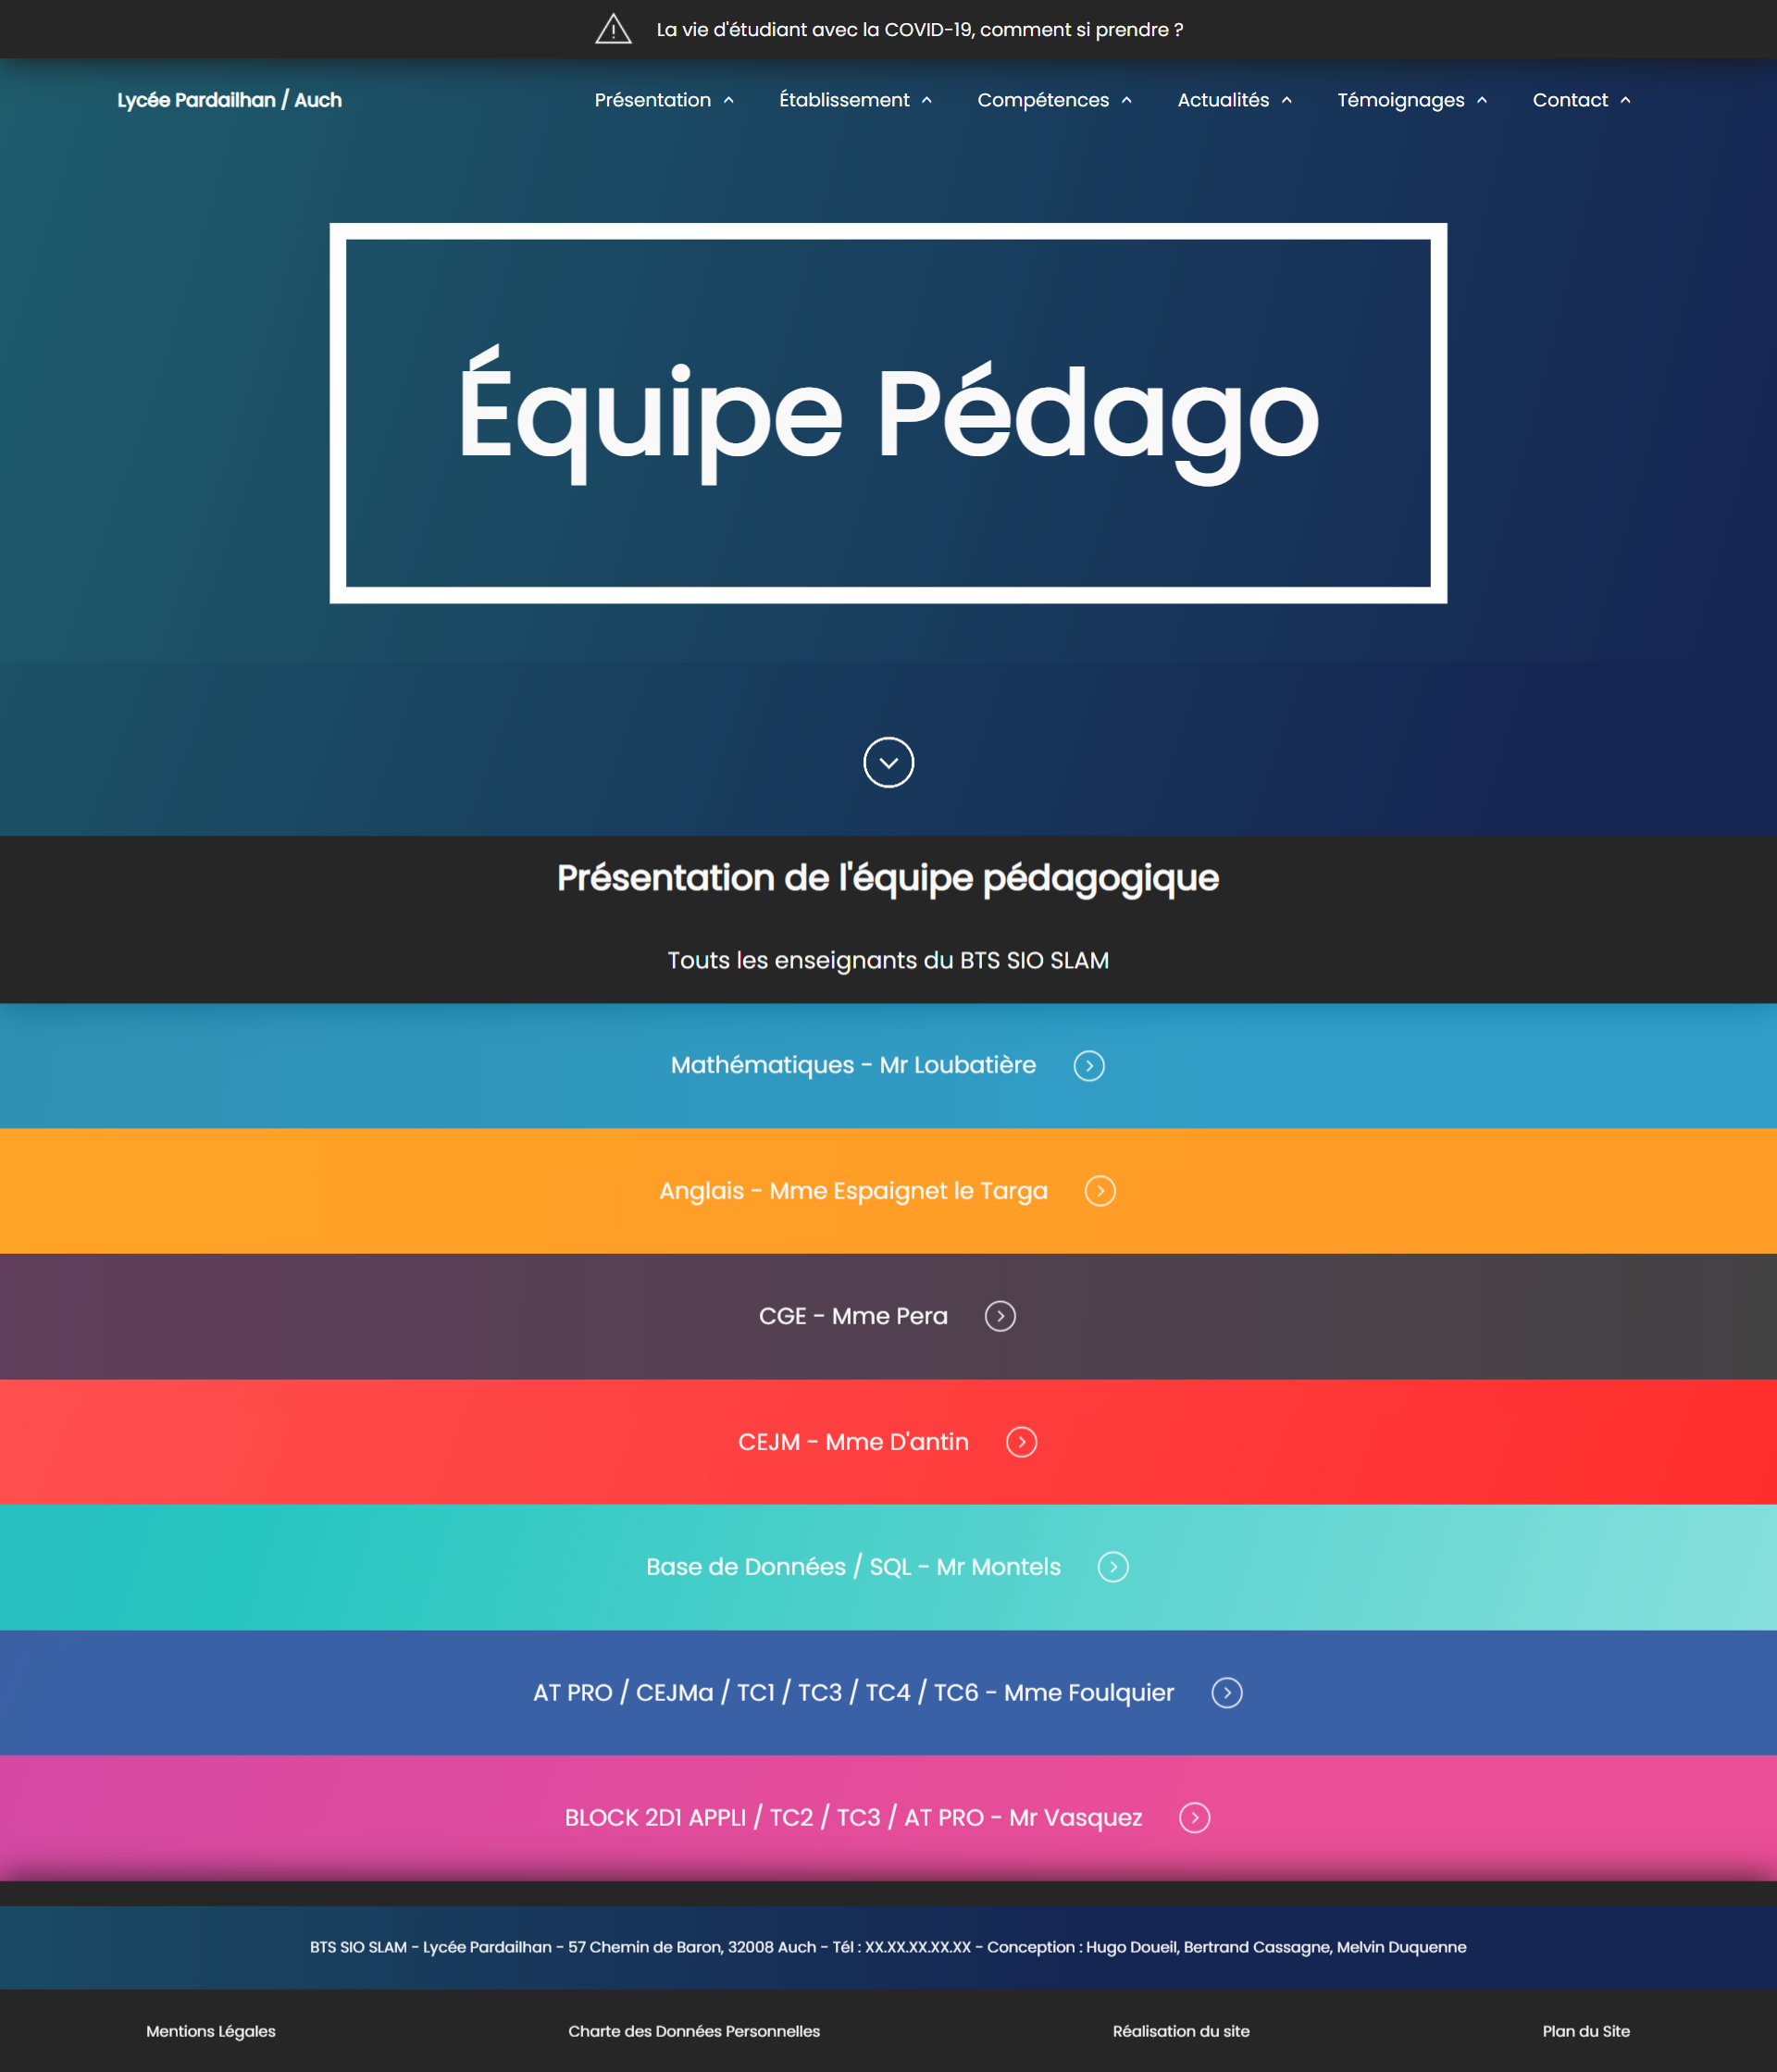 La vie d'étudiant avec la COVID-19, comment si prendre ?
Lycée Pardailhan / Auch
Présentation
Établissement
Compétences
Actualités
Témoignages
Contact
Équipe Pédago
Présentation de l'équipe pédagogique
Touts les enseignants du BTS SIO SLAM
Mathématiques - Mr Loubatière
Anglais - Mme Espaignet le Targa
CGE - Mme Pera
CEJM - Mme D'antin
Base de Données / SQL - Mr Montels
AT PRO / CEJMa / TC1 / TC3 / TC4 / TC6 - Mme Foulquier
BLOCK 2D1 APPLI / TC2 / TC3 / AT PRO - Mr Vasquez
BTS SIO SLAM - Lycée Pardailhan - 57 Chemin de Baron, 32008 Auch - Tél : XX.XX.XX.XX.XX - Conception : Hugo Doueil, Bertrand Cassagne, Melvin Duquenne
Mentions Légales
Charte des Données Personnelles
Réalisation du site
Plan du Site